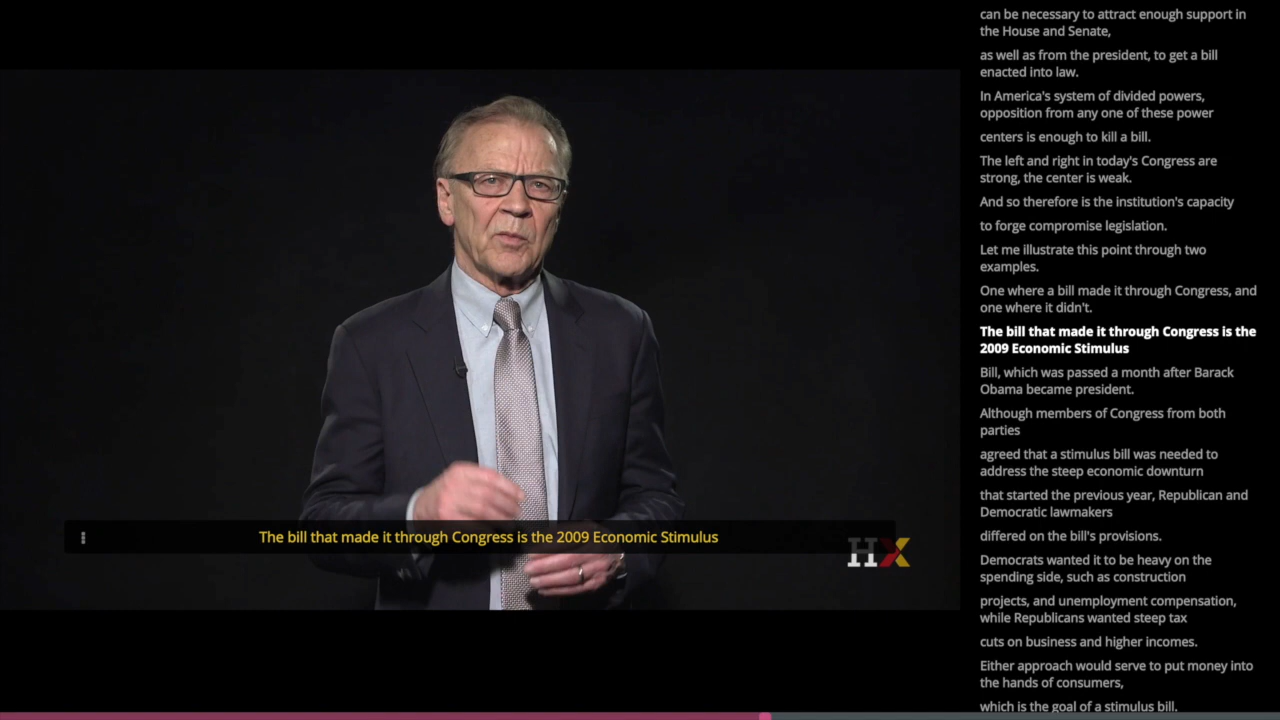 can be necessary to attract enough support in
the House and Senate,
as well as from the president, to get a bill
enacted into law.
In America's system of divided powers,
opposition from any one of these power
centers is enough to kill a bill.
The left and right in today's Congress are
strong, the center is weak.
And so therefore is the institution's capacity
to forge compromise legislation.
Let me illustrate this point through two
examples.
One where a bill made it through Congress, and
one where it didn't.
The bill that made it through Congress is the
2009 Economic Stimulus
Bill, which was passed a month after Barack
Obama became president.
Although members of Congress from both
parties
agreed that a stimulus bill was needed to
address the steep economic downturn
that started the previous year, Republican and
Democratic lawmakers
differed on the bill's provisions.
Democrats wanted it to be heavy on the
spending side, such as construction
projects, and unemployment compensation,
while Republicans wanted steep tax
cuts on business and higher incomes.
Either approach would serve to put money into
the hands of consumers,
which is the goal of a stimulus bill.
The bill that made it through Congress is the 2009 Economic Stimulus
HX